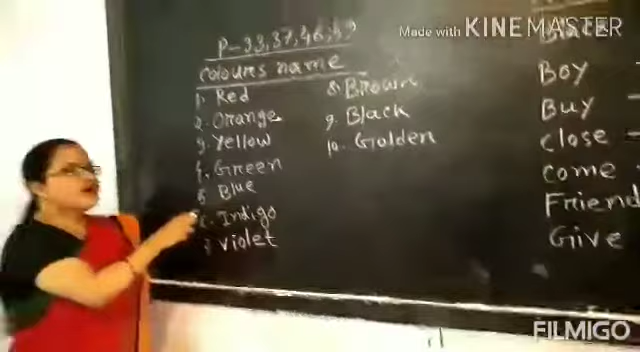 P-33,37,46,49
colours name
1. Red
2. Orange
3. Yellow
4. Green
5. Blue
6. Indigo
7. violet
8. Brown
9. Black
10. Golden
Black
Boy
Buy
close
come
Friend
Give
Made with KINEMASTER
FILMIGO